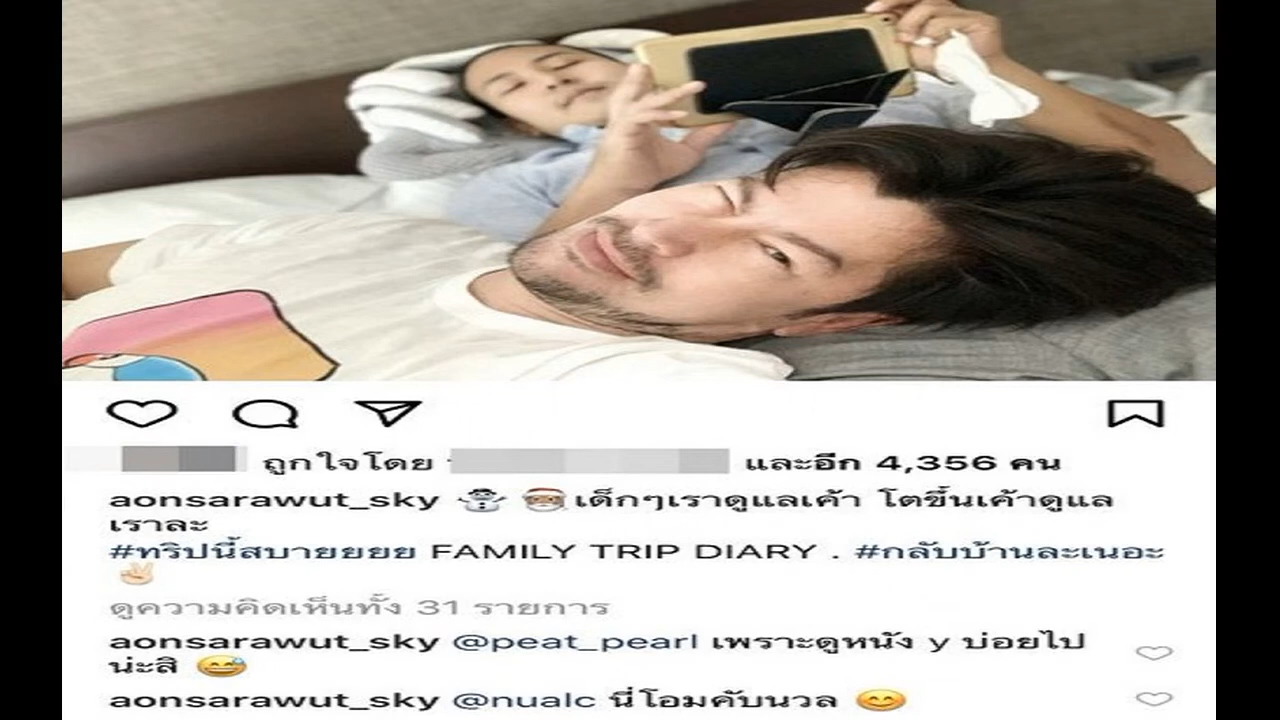 ถูกใจโดย และอีก 4,356 คน
aonsarawut_sky ⛄ 🎅🏽เด็กๆเราดูแลเค้า โตขึ้นเค้าดูแล
เราละ
#ทริปนี้สบายยยย FAMILY TRIP DIARY . #กลับบ้านละเนอะ
✌🏻
ดูความคิดเห็นทั้ง 31 รายการ
aonsarawut_sky @peat_pearl เพราะดูหนัง y บ่อยไป
น่ะสิ 😅
aonsarawut_sky @nualc นี่โอมคับนวล 😊